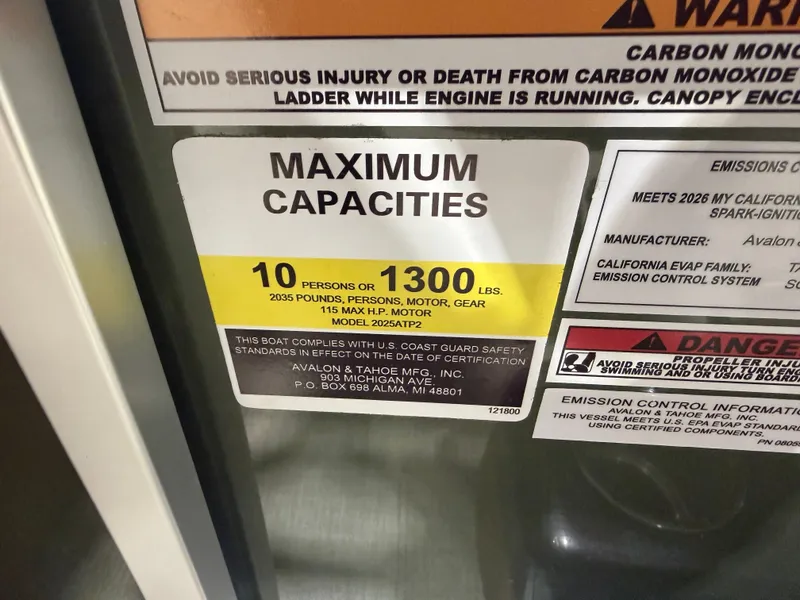 WARN
CARBON MONO
AVOID SERIOUS INJURY OR DEATH FROM CARBON MONOXIDE
LADDER WHILE ENGINE IS RUNNING. CANOPY ENCL
MAXIMUM
CAPACITIES
10 PERSONS OR 1300 LBS.
2035 POUNDS, PERSONS, MOTOR, GEAR
115 MAX H.P. MOTOR
MODEL 2025ATP2
THIS BOAT COMPLIES WITH U.S. COAST GUARD SAFETY
STANDARDS IN EFFECT ON THE DATE OF CERTIFICATION
AVALON & TAHOE MFG., INC.
903 MICHIGAN AVE.
P.O. BOX 698 ALMA, MI 48801
121800
EMISSIONS C
MEETS 2026 MY CALIFORN
SPARK-IGNITIO
MANUFACTURER: Avalon
CALIFORNIA EVAP FAMILY:
EMISSION CONTROL SYSTEM
DANGE
PROPELLER INJU
AVOID SERIOUS INJURY TURN ENG
SWIMMING AND OR USING BOARD
EMISSION CONTROL INFORMATIO
AVALON & TAHOE MFG. INC.
THIS VESSEL MEETS U.S. EPA EVAP STANDARD
USING CERTIFIED COMPONENTS.